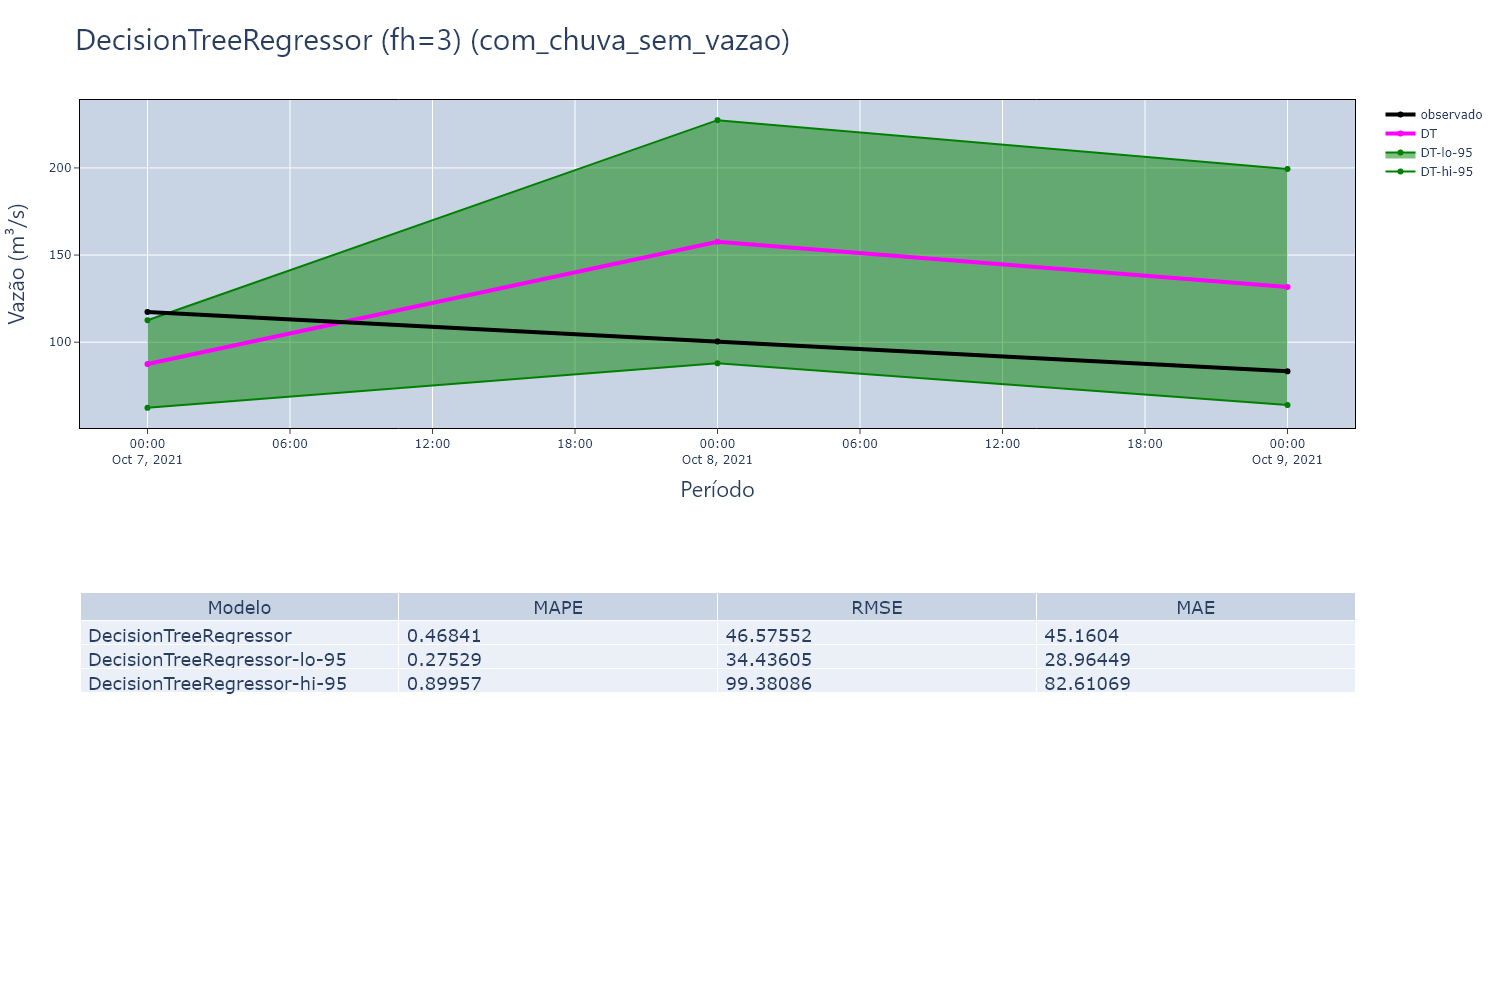 DecisionTreeRegressor (fh=3) (com_chuva_sem_vazao)
observado
DT
DT-lo-95
DT-hi-95
Vazão (m³/s)
200
150
100
00:00 06:00 12:00 18:00 00:00 06:00 12:00 18:00 00:00
Oct 7, 2021 Oct 8, 2021 Oct 9, 2021
Período
Modelo MAPE RMSE MAE
DecisionTreeRegressor 0.46841 46.57552 45.1604
DecisionTreeRegressor-lo-95 0.27529 34.43605 28.96449
DecisionTreeRegressor-hi-95 0.89957 99.38086 82.61069